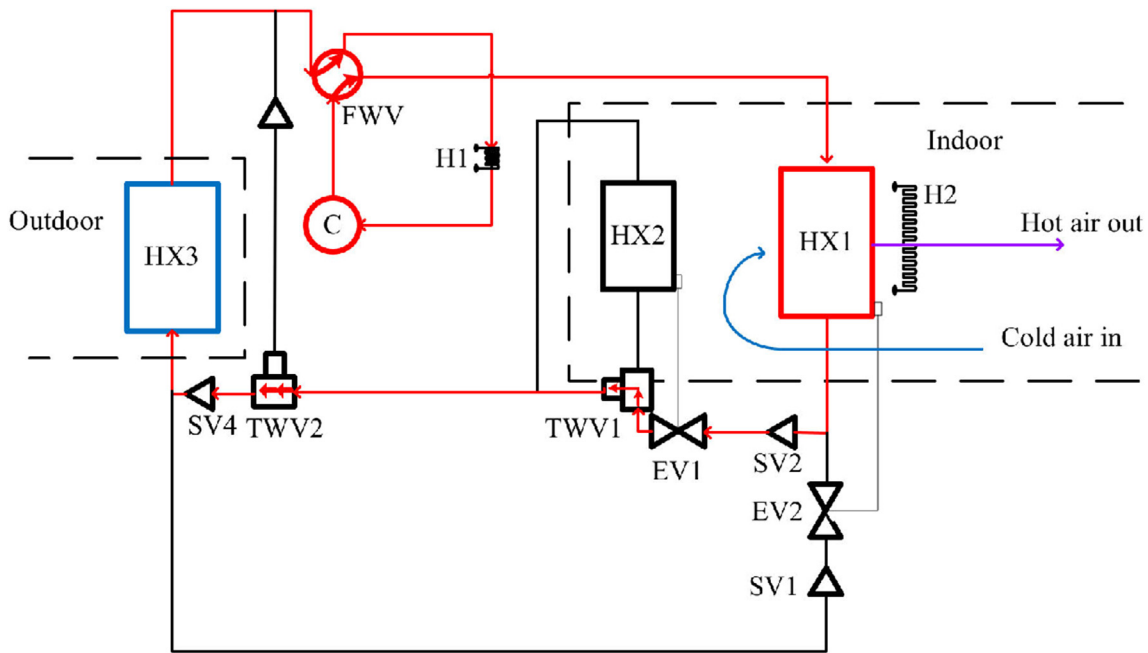 FWV
Indoor
H1
H2
Outdoor
C
HX2
HX1
Hot air out
HX3
Cold air in
SV4
TWV2
TWV1
EV1
SV2
EV2
SV1